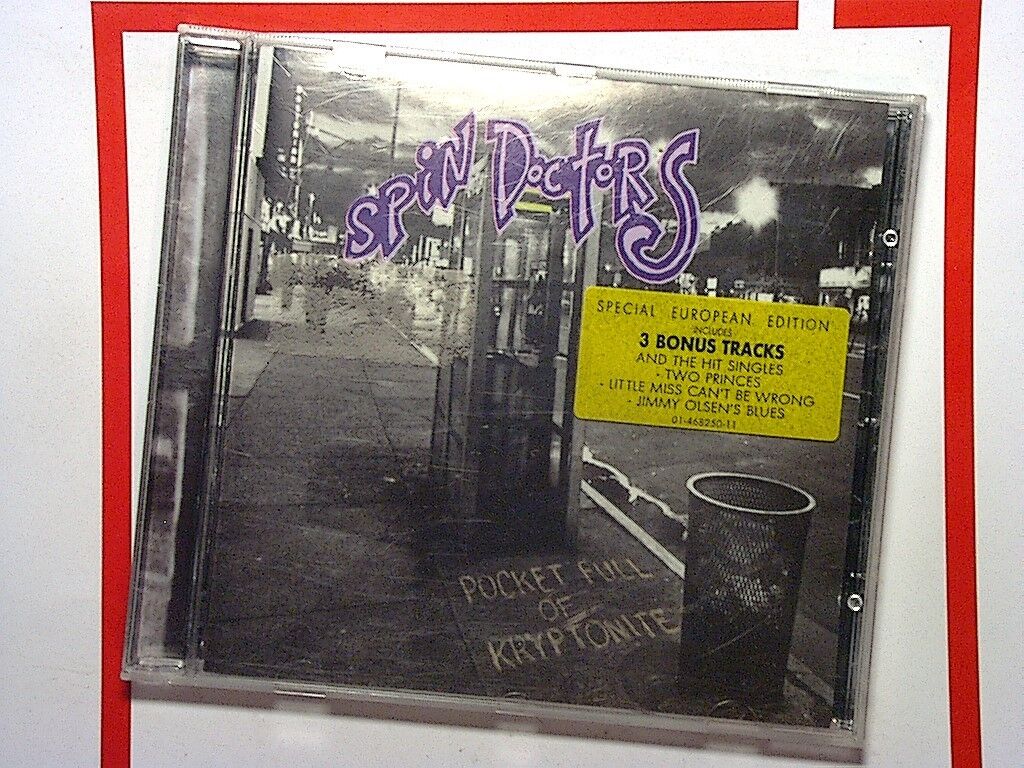 SPiN DOCTORS
SPECIAL EUROPEAN EDITION
INCLUDES
3 BONUS TRACKS
AND THE HIT SINGLES
- TWO PRINCES
- LITTLE MISS CAN'T BE WRONG
- JIMMY OLSEN'S BLUES
01-468250-11
POCKET FULL
OF
KRYPTONITE